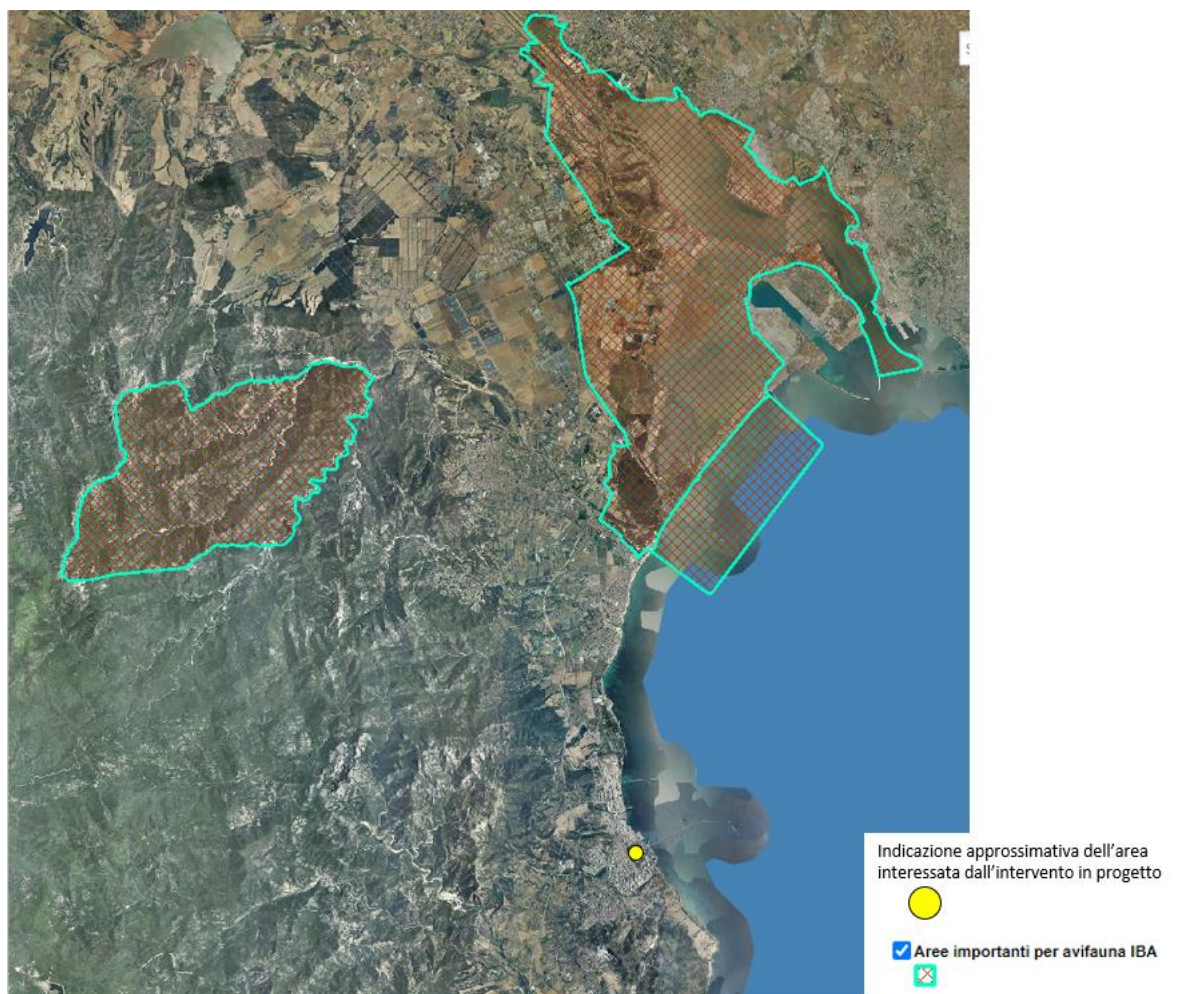 S
Indicazione approssimativa dell'area
interessata dall'intervento in progetto
Aree importanti per avifauna IBA